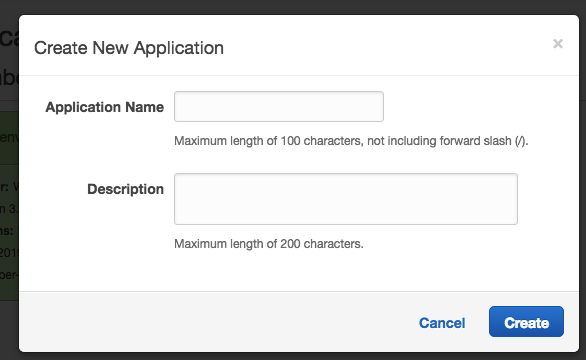 Create New Application ×
Application Name
Maximum length of 100 characters, not including forward slash (/).
Description
Maximum length of 200 characters.
Cancel Create